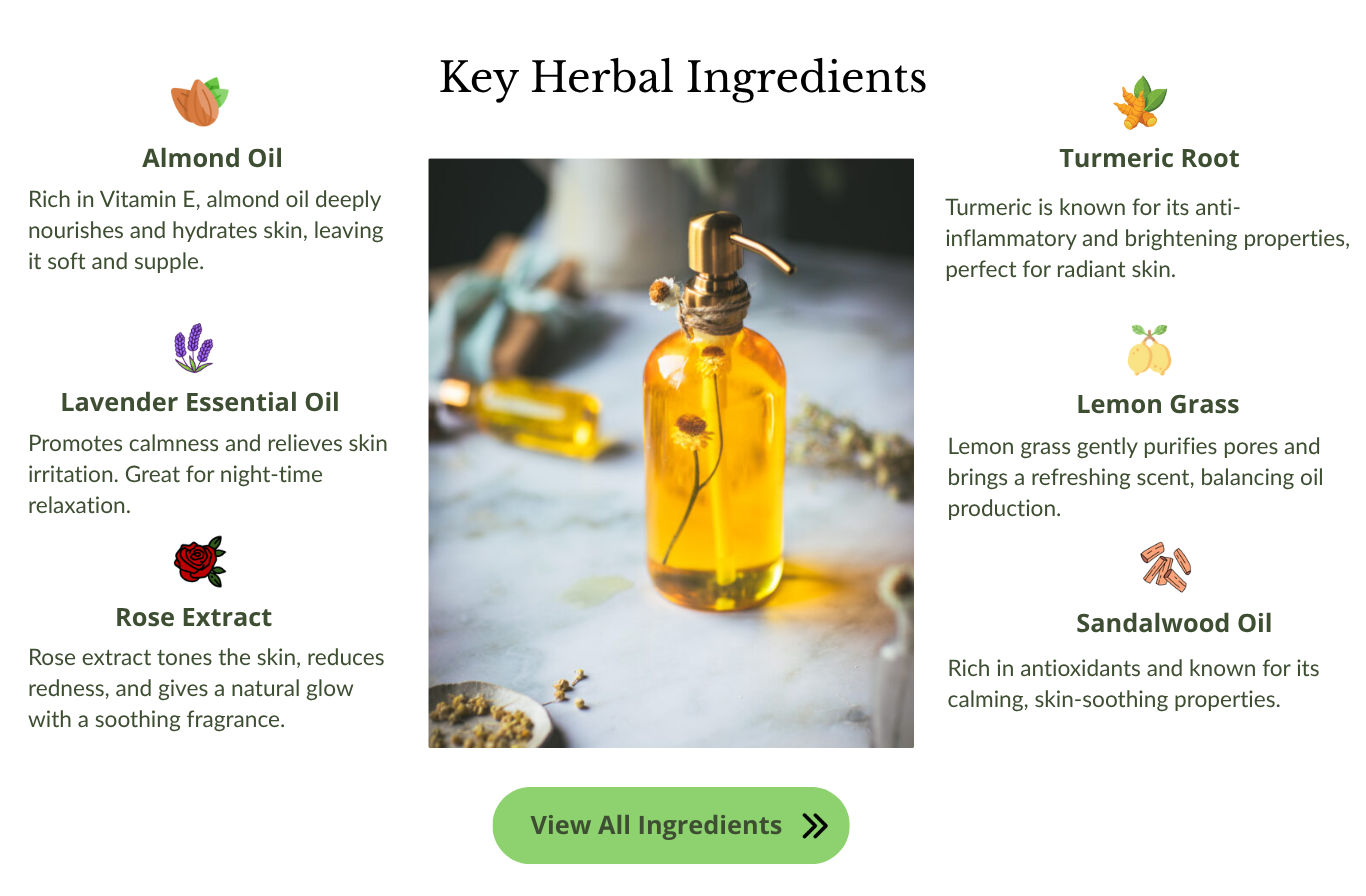 Key Herbal Ingredients
Almond Oil
Rich in Vitamin E, almond oil deeply
nourishes and hydrates skin, leaving
it soft and supple.
Lavender Essential Oil
Promotes calmness and relieves skin
irritation. Great for night-time
relaxation.
Rose Extract
Rose extract tones the skin, reduces
redness, and gives a natural glow
with a soothing fragrance.
Turmeric Root
Turmeric is known for its anti-
inflammatory and brightening properties,
perfect for radiant skin.
Lemon Grass
Lemon grass gently purifies pores and
brings a refreshing scent, balancing oil
production.
Sandalwood Oil
Rich in antioxidants and known for its
calming, skin-soothing properties.
View All Ingredients